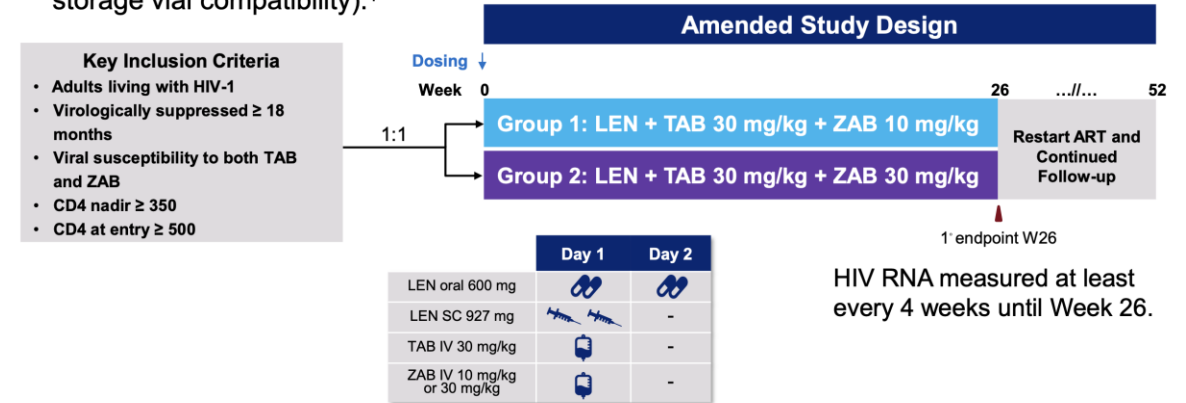 storage vial compatibility).
Amended Study Design
Key Inclusion Criteria
• Adults living with HIV-1
• Virologically suppressed ≥ 18
months
• Viral susceptibility to both TAB
and ZAB
• CD4 nadir ≥ 350
• CD4 at entry ≥ 500
Dosing
Week 0 26 …//… 52
1:1
Group 1: LEN + TAB 30 mg/kg + ZAB 10 mg/kg
Group 2: LEN + TAB 30 mg/kg + ZAB 30 mg/kg
Restart ART and
Continued
Follow-up
1° endpoint W26
HIV RNA measured at least
every 4 weeks until Week 26.
Day 1 Day 2
LEN oral 600 mg
LEN SC 927 mg -
TAB IV 30 mg/kg -
ZAB IV 10 mg/kg
or 30 mg/kg -